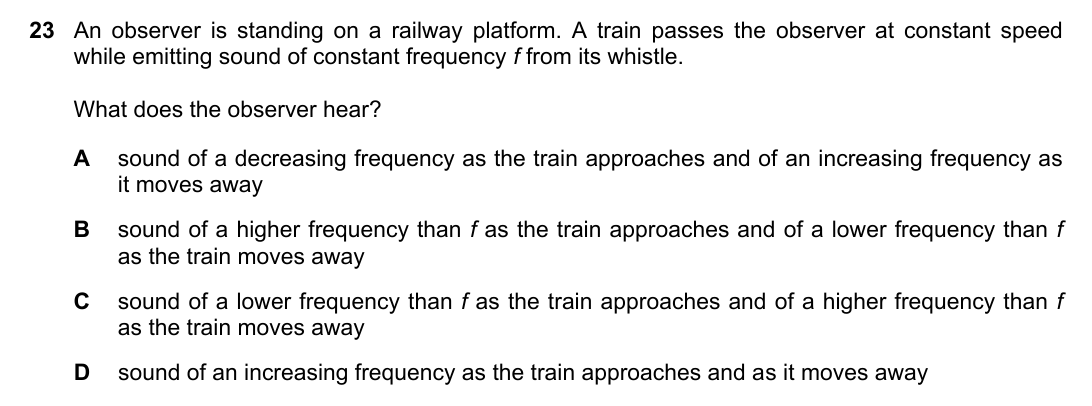 23 An observer is standing on a railway platform. A train passes the observer at constant speed
while emitting sound of constant frequency f from its whistle.
What does the observer hear?
A sound of a decreasing frequency as the train approaches and of an increasing frequency as
it moves away
B sound of a higher frequency than f as the train approaches and of a lower frequency than f
as the train moves away
C sound of a lower frequency than f as the train approaches and of a higher frequency than f
as the train moves away
D sound of an increasing frequency as the train approaches and as it moves away